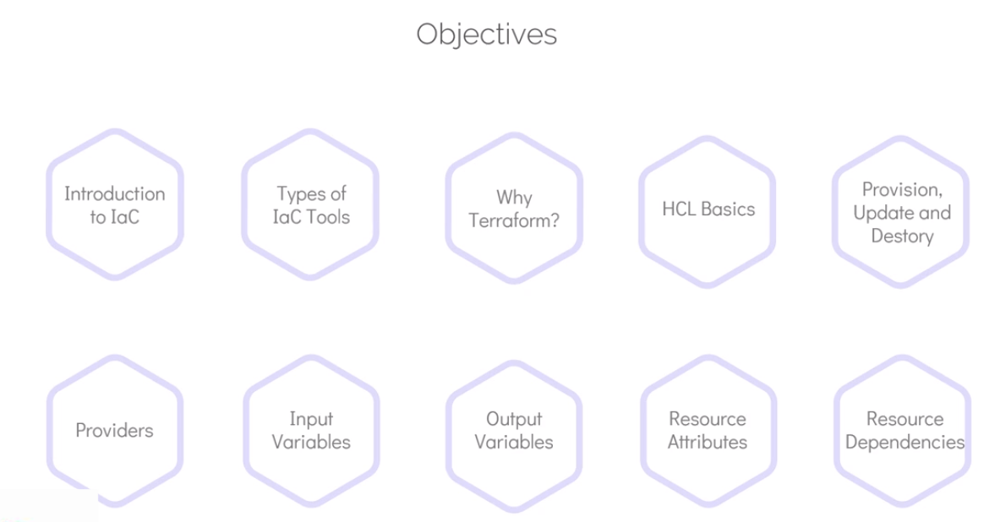 Objectives
Introduction
to IaC
Types of
IaC Tools
Why
Terraform?
HCL Basics
Provision,
Update and
Destory
Providers
Input
Variables
Output
Variables
Resource
Attributes
Resource
Dependencies